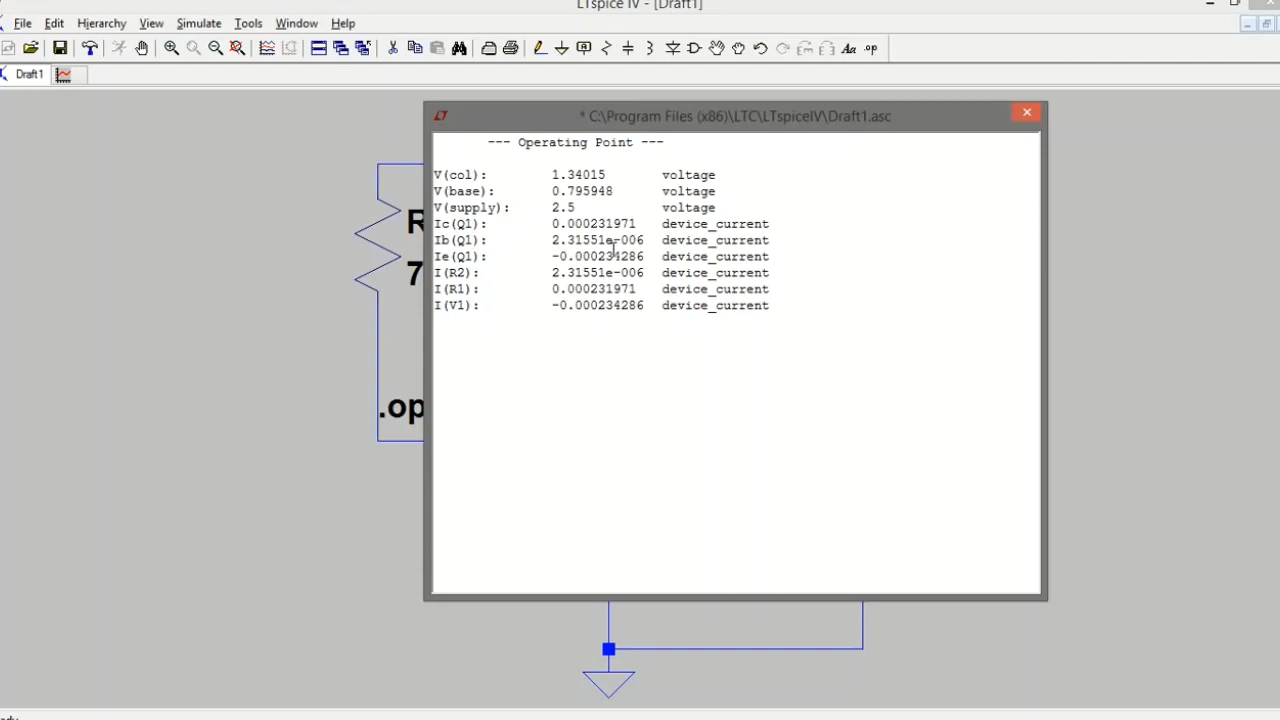 LTspice IV - [Draft1]
File Edit Hierarchy View Simulate Tools Window Help
Aa .op
Draft1
* C:\Program Files (x86)\LTC\LTspiceIV\Draft1.asc
--- Operating Point ---
V(col): 1.34015 voltage
V(base): 0.795948 voltage
V(supply): 2.5 voltage
Ic(Q1): 0.000231971 device_current
Ib(Q1): 2.31551e-006 device_current
Ie(Q1): -0.000234286 device_current
I(R2): 2.31551e-006 device_current
I(R1): 0.000231971 device_current
I(V1): -0.000234286 device_current
R
7
.op